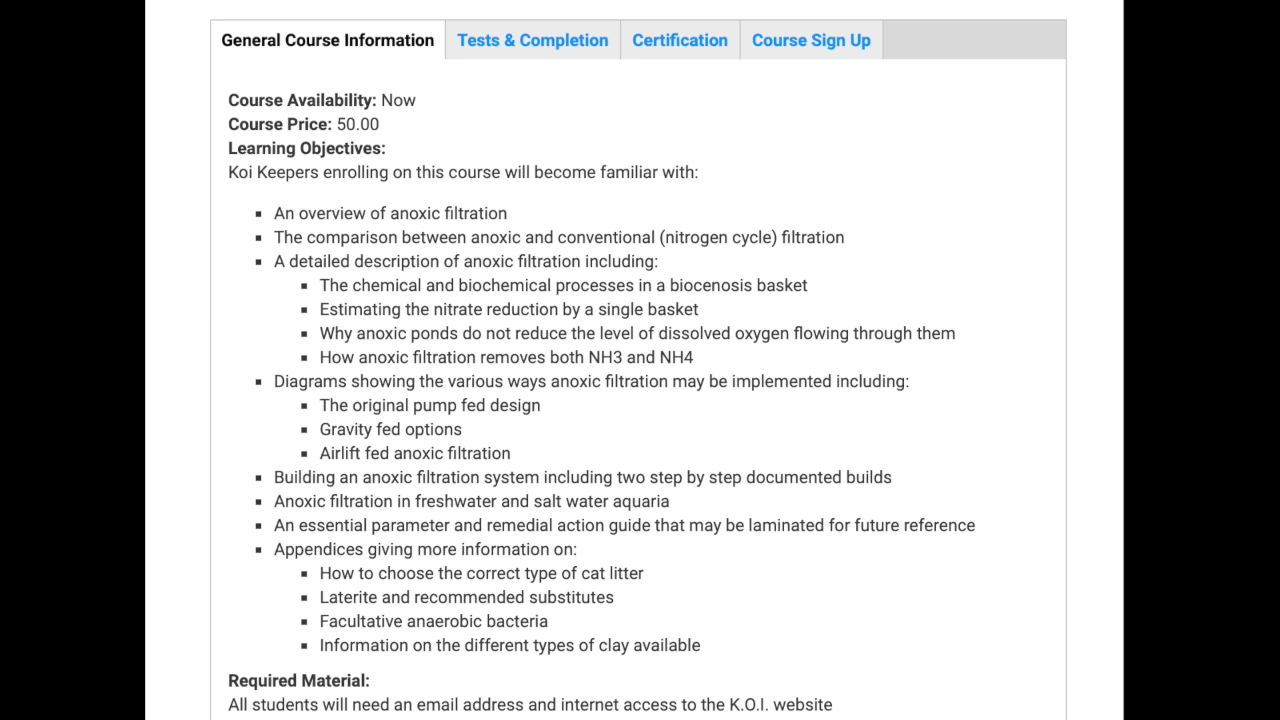 General Course Information Tests & Completion Certification Course Sign Up
Course Availability: Now
Course Price: 50.00
Learning Objectives:
Koi Keepers enrolling on this course will become familiar with:
An overview of anoxic filtration
The comparison between anoxic and conventional (nitrogen cycle) filtration
A detailed description of anoxic filtration including:
The chemical and biochemical processes in a biocenosis basket
Estimating the nitrate reduction by a single basket
Why anoxic ponds do not reduce the level of dissolved oxygen flowing through them
How anoxic filtration removes both NH3 and NH4
Diagrams showing the various ways anoxic filtration may be implemented including:
The original pump fed design
Gravity fed options
Airlift fed anoxic filtration
Building an anoxic filtration system including two step by step documented builds
Anoxic filtration in freshwater and salt water aquaria
An essential parameter and remedial action guide that may be laminated for future reference
Appendices giving more information on:
How to choose the correct type of cat litter
Laterite and recommended substitutes
Facultative anaerobic bacteria
Information on the different types of clay available
Required Material:
All students will need an email address and internet access to the K.O.I. website